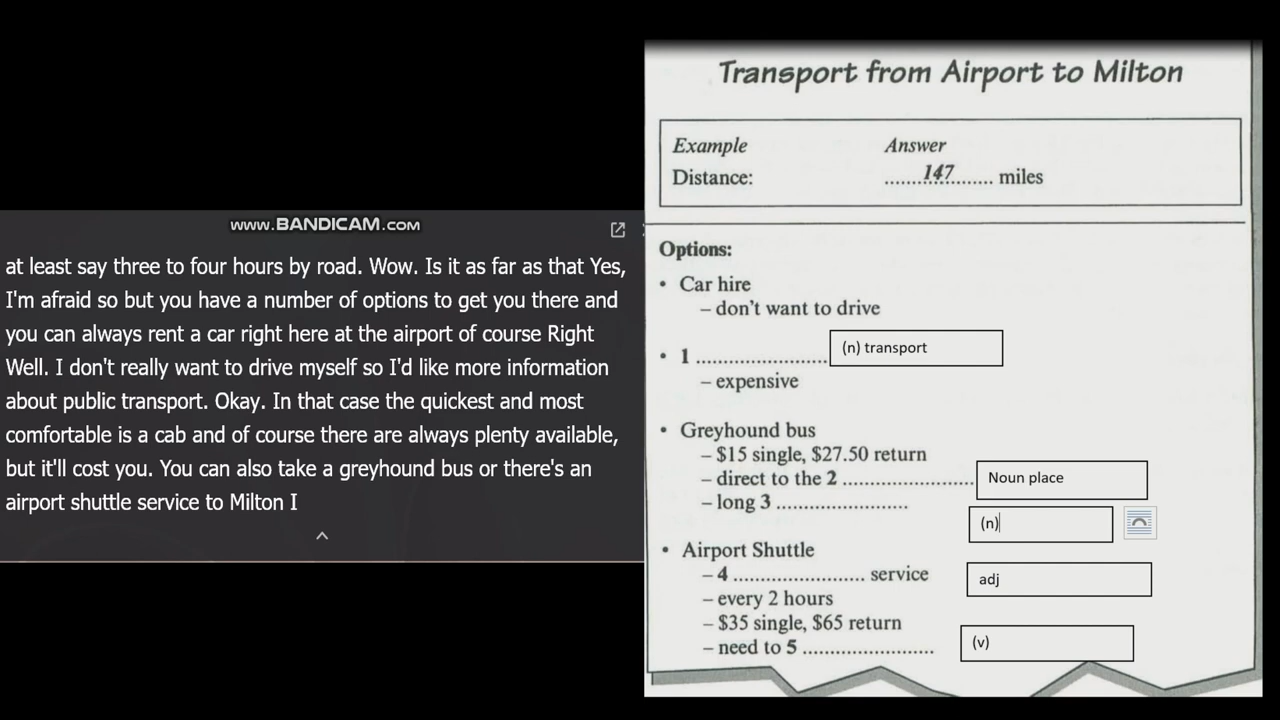 www.BANDICAM.com
at least say three to four hours by road. Wow. Is it as far as that Yes,
I'm afraid so but you have a number of options to get you there and
you can always rent a car right here at the airport of course Right
Well. I don't really want to drive myself so I'd like more information
about public transport. Okay. In that case the quickest and most
comfortable is a cab and of course there are always plenty available,
but it'll cost you. You can also take a greyhound bus or there's an
airport shuttle service to Milton I
Transport from Airport to Milton
Example Answer
Distance: ........147.......... miles
Options:
• Car hire
– don't want to drive
• 1 ........................ (n) transport
– expensive
• Greyhound bus
– $15 single, $27.50 return
– direct to the 2 ........................ Noun place
– long 3 ........................
(n)
• Airport Shuttle
– 4 ........................ service adj
– every 2 hours
– $35 single, $65 return
– need to 5 ........................ (v)